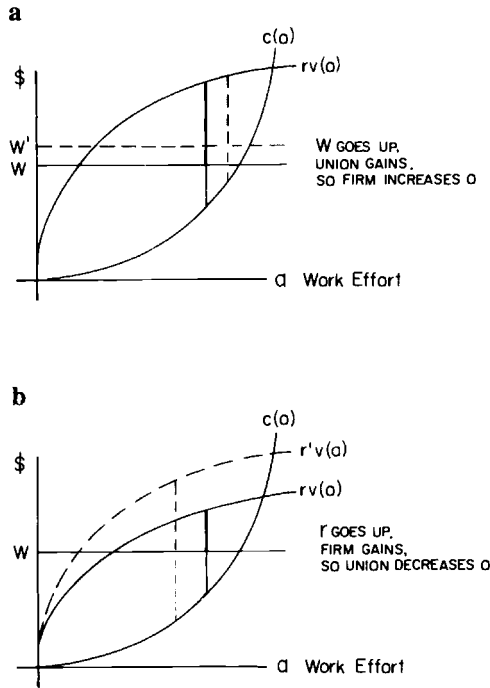 a
c(a)
rv(a)
$
W'
W
W GOES UP,
UNION GAINS,
SO FIRM INCREASES a
a Work Effort
b
c(a)
r'v(a)
$
rv(a)
W
r GOES UP,
FIRM GAINS,
SO UNION DECREASES a
a Work Effort